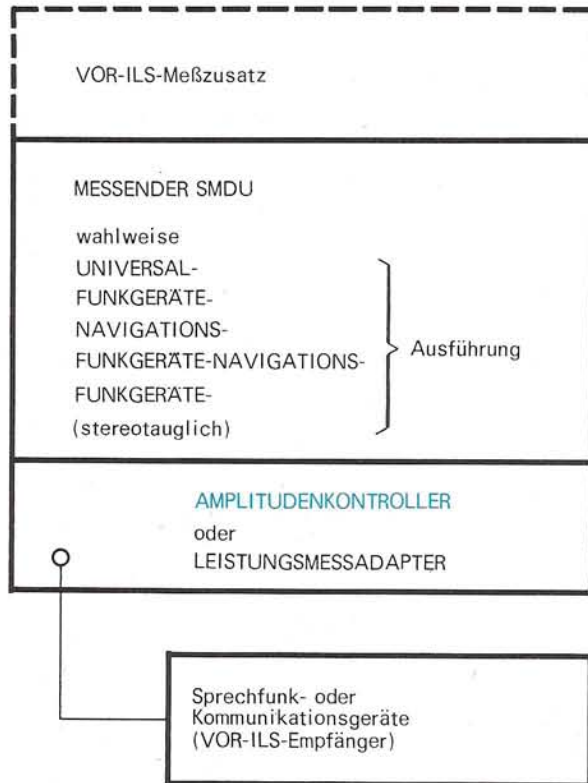 VOR-ILS-Meßzusatz
MESSENDER SMDU
wahlweise
UNIVERSAL-
FUNKGERÄTE-
NAVIGATIONS-
FUNKGERÄTE-NAVIGATIONS-
FUNKGERÄTE-
(stereotauglich)
Ausführung
AMPLITUDENKONTROLLER
oder
LEISTUNGSMESSADAPTER
Sprechfunk- oder
Kommunikationsgeräte
(VOR-ILS-Empfänger)